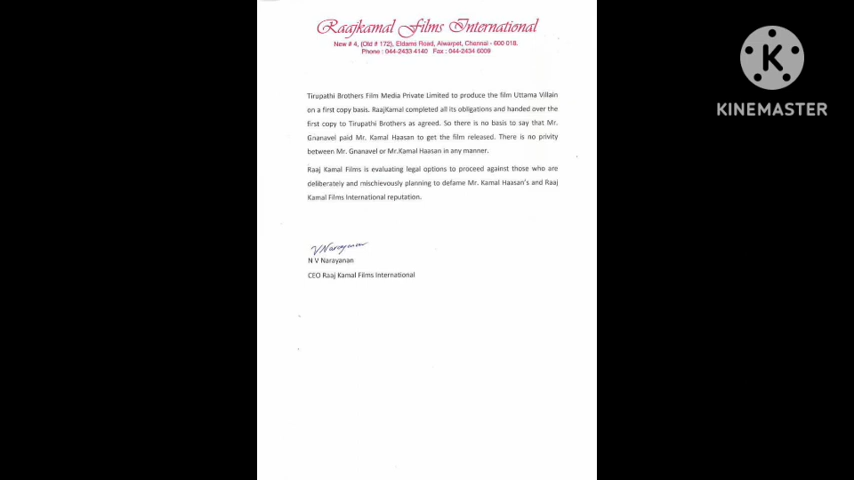 Raajkamal Films International
New # 4, (Old # 172), Eldams Road, Alwarpet, Chennai - 600 018.
Phone : 044-2433 4140 Fax : 044-2434 6009
Tirupathi Brothers Film Media Private Limited to produce the film Uttama Villain
on a first copy basis. RaajKamal completed all its obligations and handed over the
first copy to Tirupathi Brothers as agreed. So there is no basis to say that Mr.
Gnanavel paid Mr. Kamal Haasan to get the film released. There is no privity
between Mr. Gnanavel or Mr.Kamal Haasan in any manner.
Raaj Kamal Films is evaluating legal options to proceed against those who are
deliberately and mischievously planning to defame Mr. Kamal Haasan's and Raaj
Kamal Films International reputation.
VNarayanan
N V Narayanan
CEO Raaj Kamal Films International
K
KINEMASTER